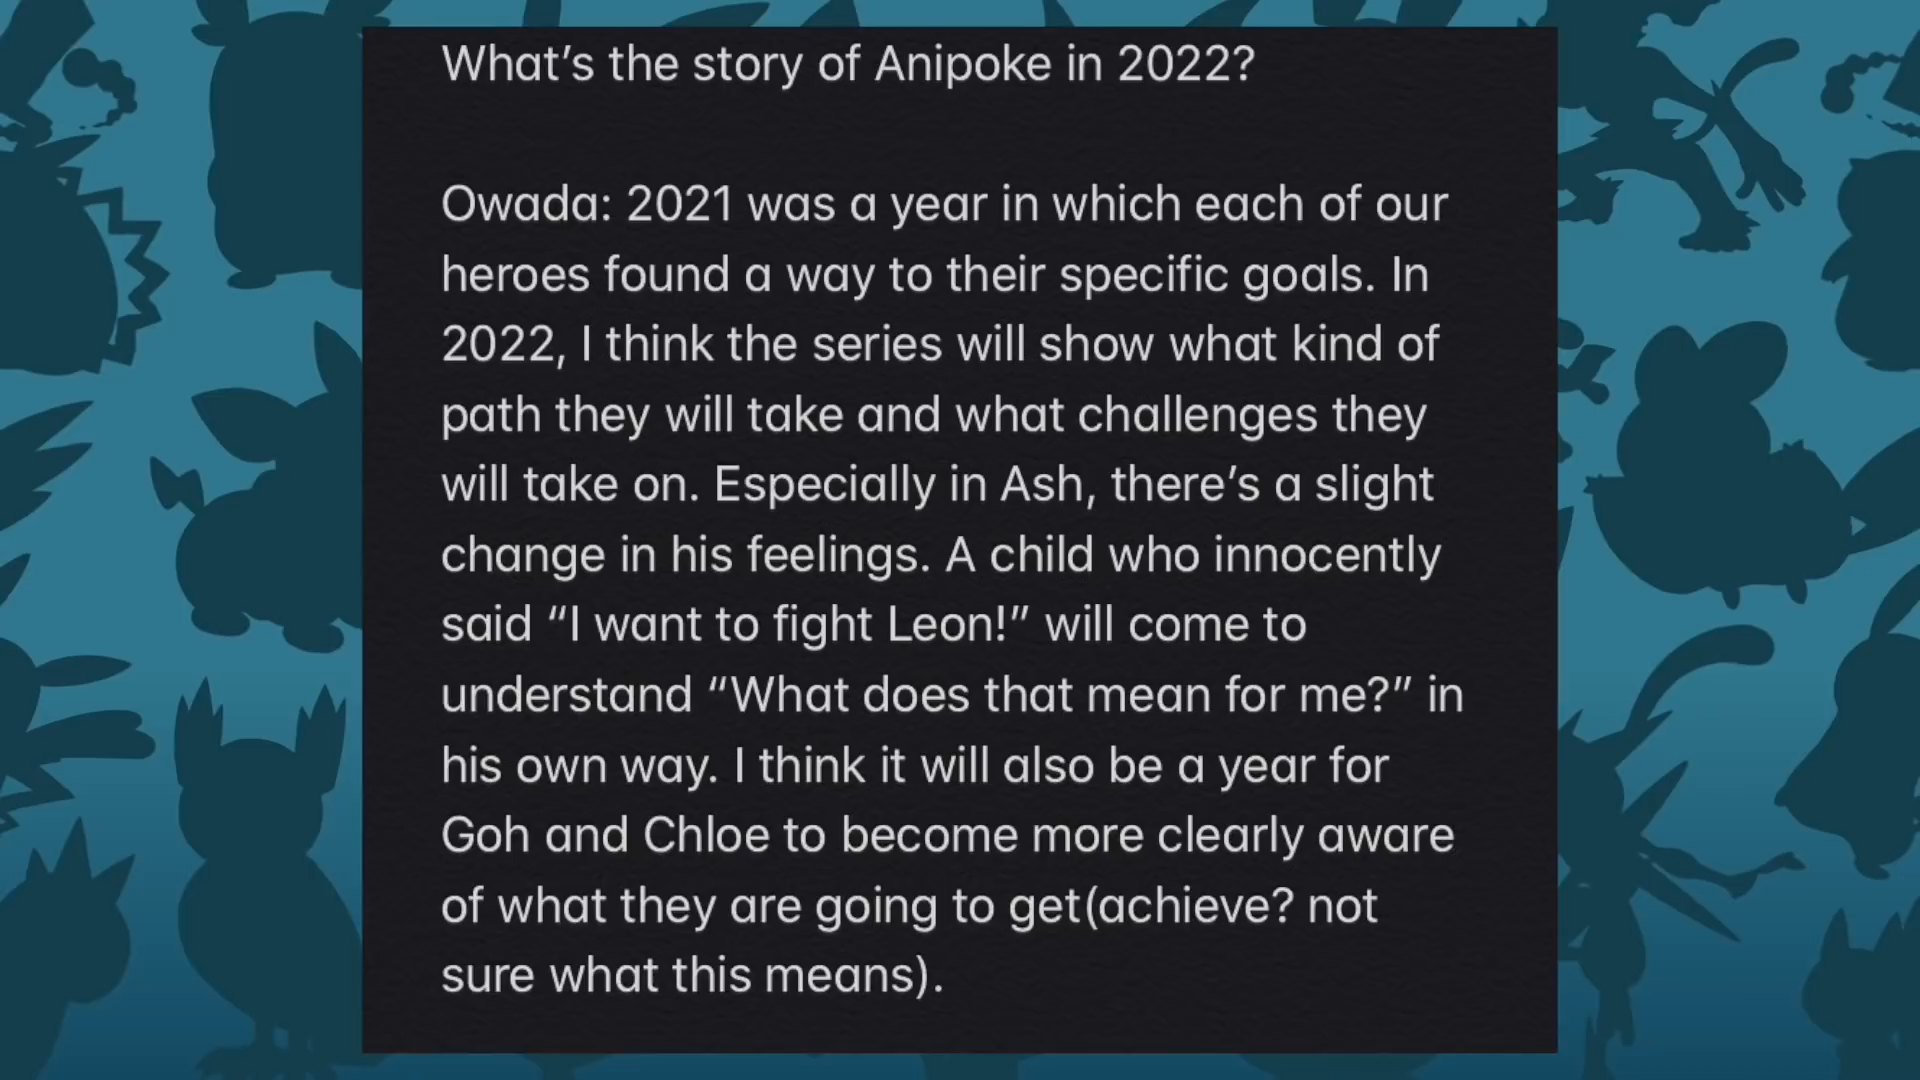 What’s the story of Anipoke in 2022?
Owada: 2021 was a year in which each of our
heroes found a way to their specific goals. In
2022, I think the series will show what kind of
path they will take and what challenges they
will take on. Especially in Ash, there’s a slight
change in his feelings. A child who innocently
said “I want to fight Leon!” will come to
understand “What does that mean for me?” in
his own way. I think it will also be a year for
Goh and Chloe to become more clearly aware
of what they are going to get(achieve? not
sure what this means).